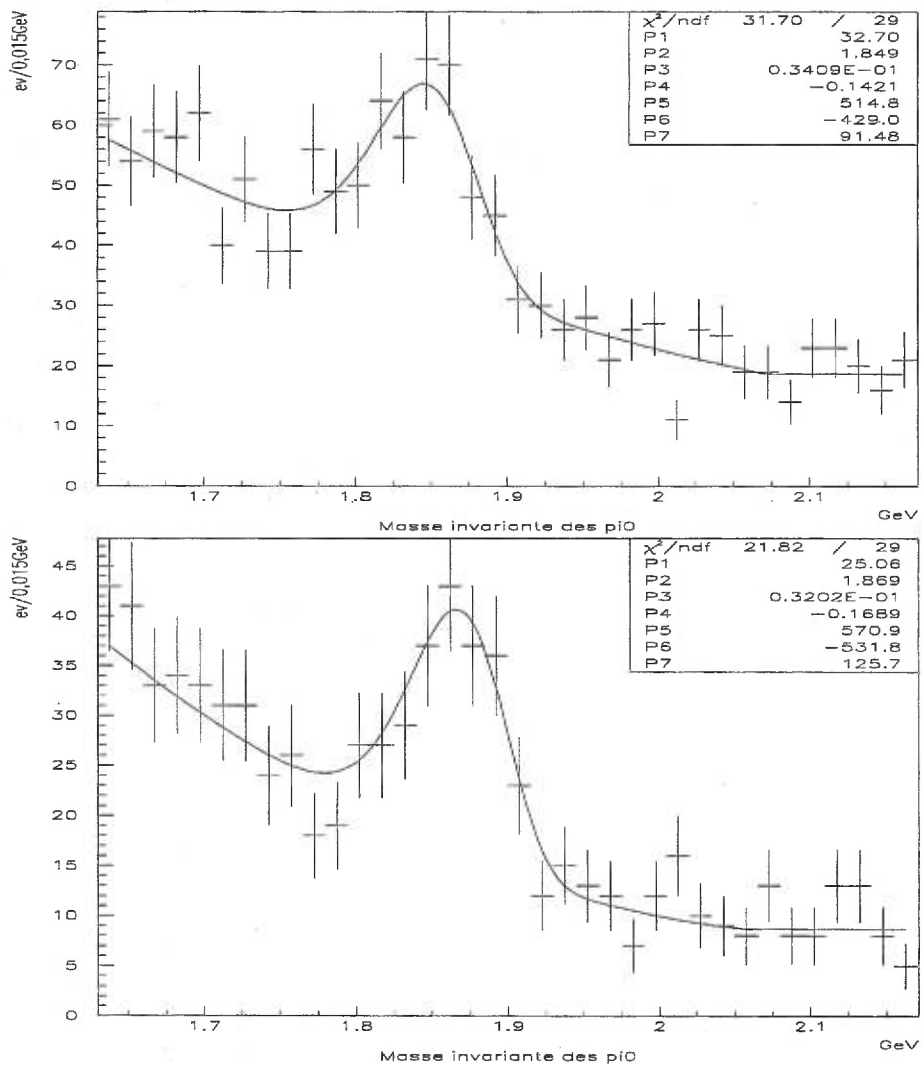 ev/0,015GeV
χ²/ndf 31.70 / 29
P1 32.70
P2 1.849
P3 0.3409E-01
P4 -0.1421
P5 514.8
P6 -429.0
P7 91.48
70
60
50
40
30
20
10
0
1.7 1.8 1.9 2 2.1
GeV
Masse invariante des pi0
ev/0,015GeV
χ²/ndf 21.82 / 29
P1 25.06
P2 1.869
P3 0.3202E-01
P4 -0.1689
P5 570.9
P6 -531.8
P7 125.7
45
40
35
30
25
20
15
10
5
0
1.7 1.8 1.9 2 2.1
GeV
Masse invariante des pi0